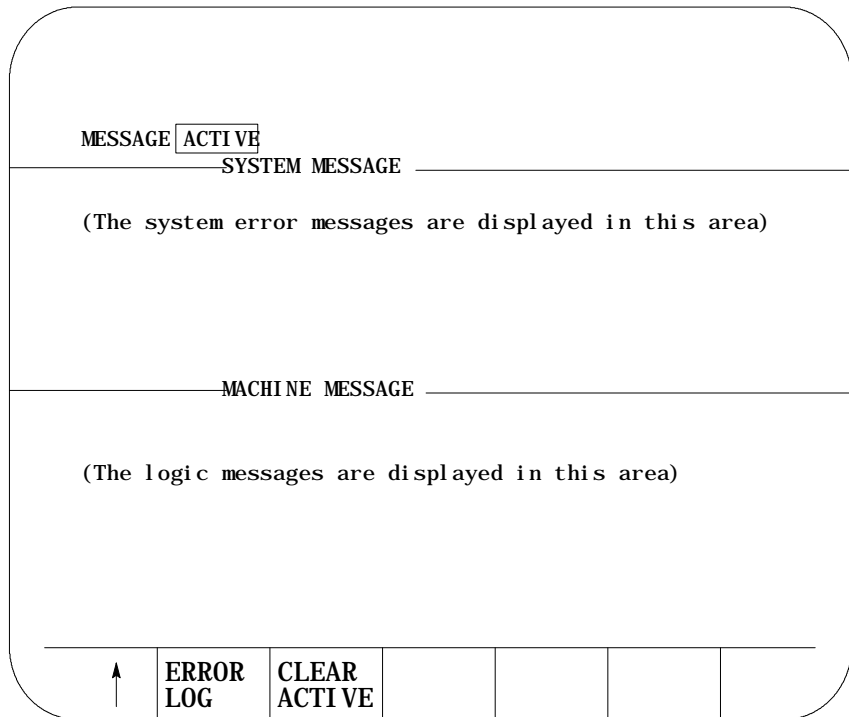 MESSAGE ACTIVE
SYSTEM MESSAGE
(The system error messages are displayed in this area)
MACHINE MESSAGE
(The logic messages are displayed in this area)
ERROR LOG
CLEAR ACTIVE